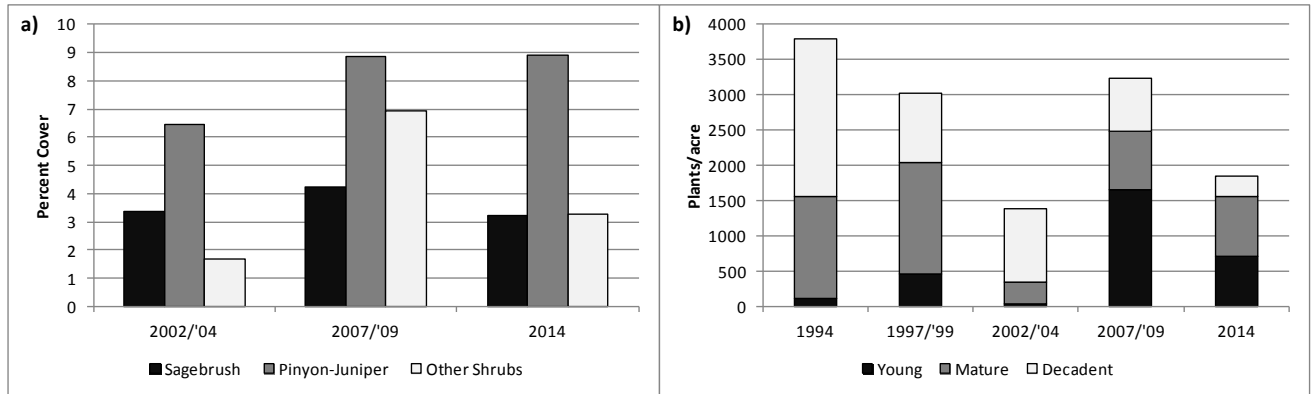 a)
10
9
8
7
6
5
4
3
2
1
0
Percent Cover
2002/'04 2007/'09 2014
Sagebrush Pinyon-Juniper Other Shrubs
b)
4000
3500
3000
2500
2000
1500
1000
500
0
Plants/acre
1994 1997/'99 2002/'04 2007/'09 2014
Young Mature Decadent